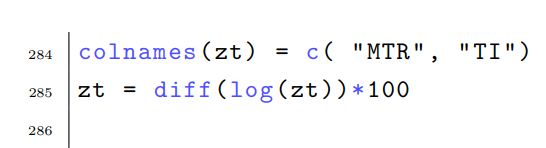 284 colnames(zt) = c( "MTR", "TI")
285 zt = diff(log(zt))*100
286